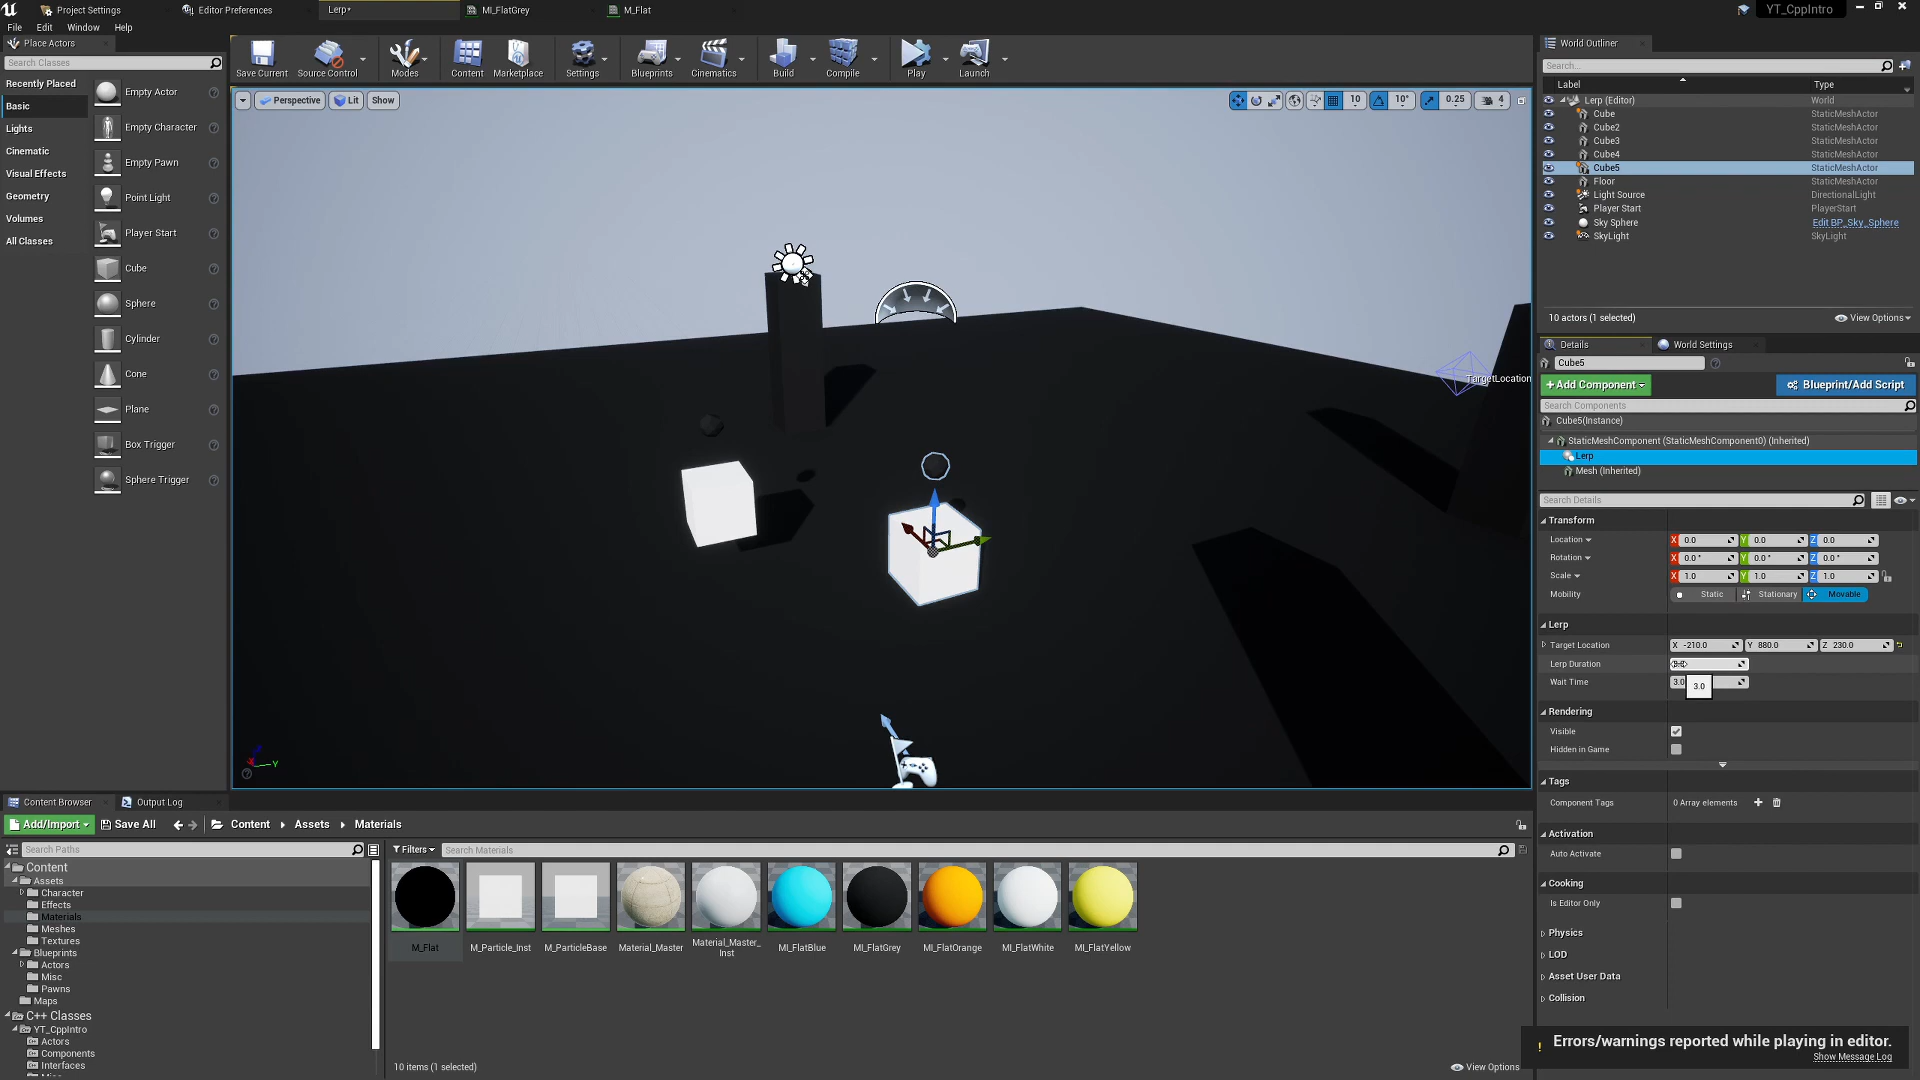 Project Settings
Editor Preferences
Lerp•
MI_FlatGrey
M_Flat
YT_CppIntro
File
Edit
Window
Help
Place Actors
Search Classes
Recently Placed
Basic
Lights
Cinematic
Visual Effects
Geometry
Volumes
All Classes
Empty Actor
Empty Character
Empty Pawn
Point Light
Player Start
Cube
Sphere
Cylinder
Cone
Plane
Box Trigger
Sphere Trigger
Save Current
Source Control
Modes
Content
Marketplace
Settings
Blueprints
Cinematics
Build
Compile
Play
Launch
Perspective
Lit
Show
10
10°
0.25
4
TargetLocation
Y
World Outliner
Search...
Label
Type
Lerp (Editor)
World
Cube
StaticMeshActor
Cube2
StaticMeshActor
Cube3
StaticMeshActor
Cube4
StaticMeshActor
Cube5
StaticMeshActor
Floor
StaticMeshActor
Light Source
DirectionalLight
Player Start
PlayerStart
Sky Sphere
Edit BP_Sky_Sphere
SkyLight
SkyLight
10 actors (1 selected)
View Options
Details
World Settings
Cube5
+Add Component
Blueprint/Add Script
Search Components
Cube5(Instance)
StaticMeshComponent (StaticMeshComponent0) (Inherited)
Lerp
Mesh (Inherited)
Search Details
Transform
Location
X 0.0 Y 0.0 Z 0.0
Rotation
X 0.0 ° Y 0.0 ° Z 0.0 °
Scale
X 1.0 Y 1.0 Z 1.0
Mobility
Static
Stationary
Movable
Lerp
Target Location
X -210.0 Y 880.0 Z 230.0
Lerp Duration
Wait Time
3.0
3.0
Rendering
Visible
Hidden in Game
Tags
Component Tags
0 Array elements
Activation
Auto Activate
Cooking
Is Editor Only
Physics
LOD
Asset User Data
Collision
Errors/warnings reported while playing in editor.
Show Message Log
Content Browser
Output Log
Add/Import
Save All
Content
Assets
Materials
Search Paths
Filters
Search Materials
Content
Assets
Character
Effects
Materials
Meshes
Textures
Blueprints
Actors
Misc
Pawns
Maps
C++ Classes
YT_CppIntro
Actors
Components
Interfaces
M_Flat
M_Particle_Inst
M_ParticleBase
Material_Master
Material_Master_
Inst
MI_FlatBlue
MI_FlatGrey
MI_FlatOrange
MI_FlatWhite
MI_FlatYellow
10 items (1 selected)
View Options